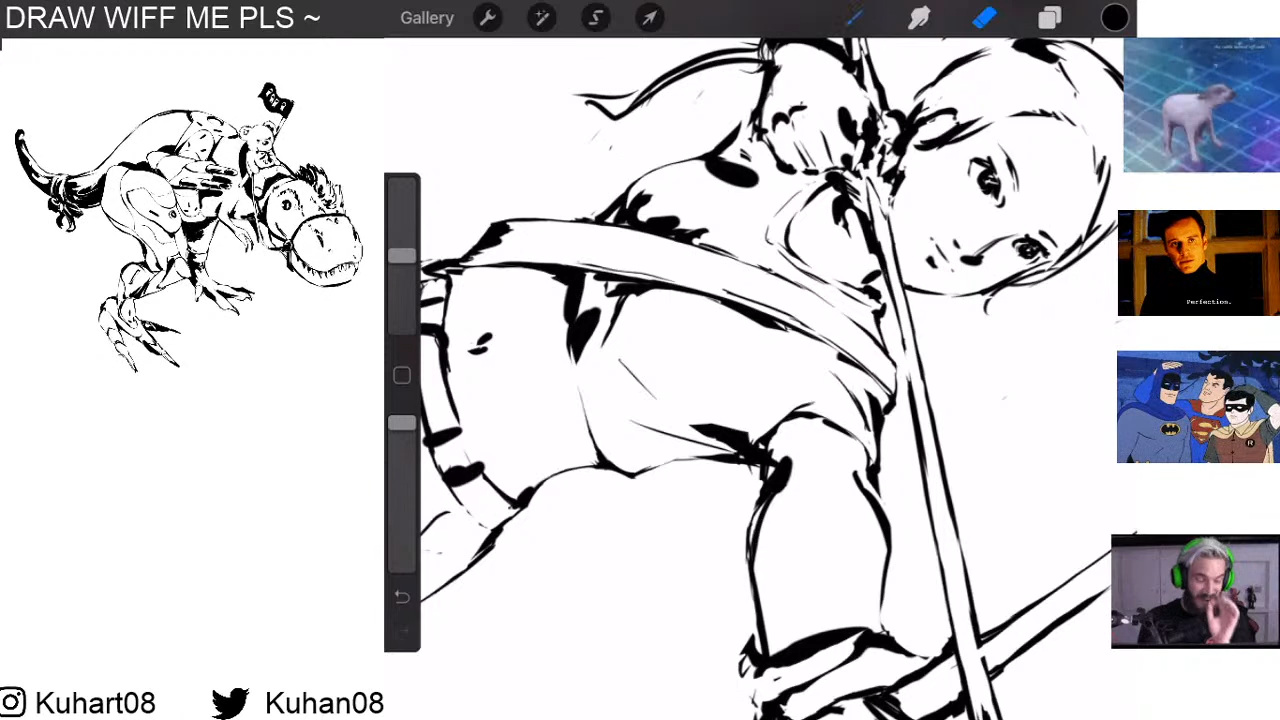 DRAW WIFF ME PLS ~
Gallery
Perfection.
Kuhart08
Kuhan08